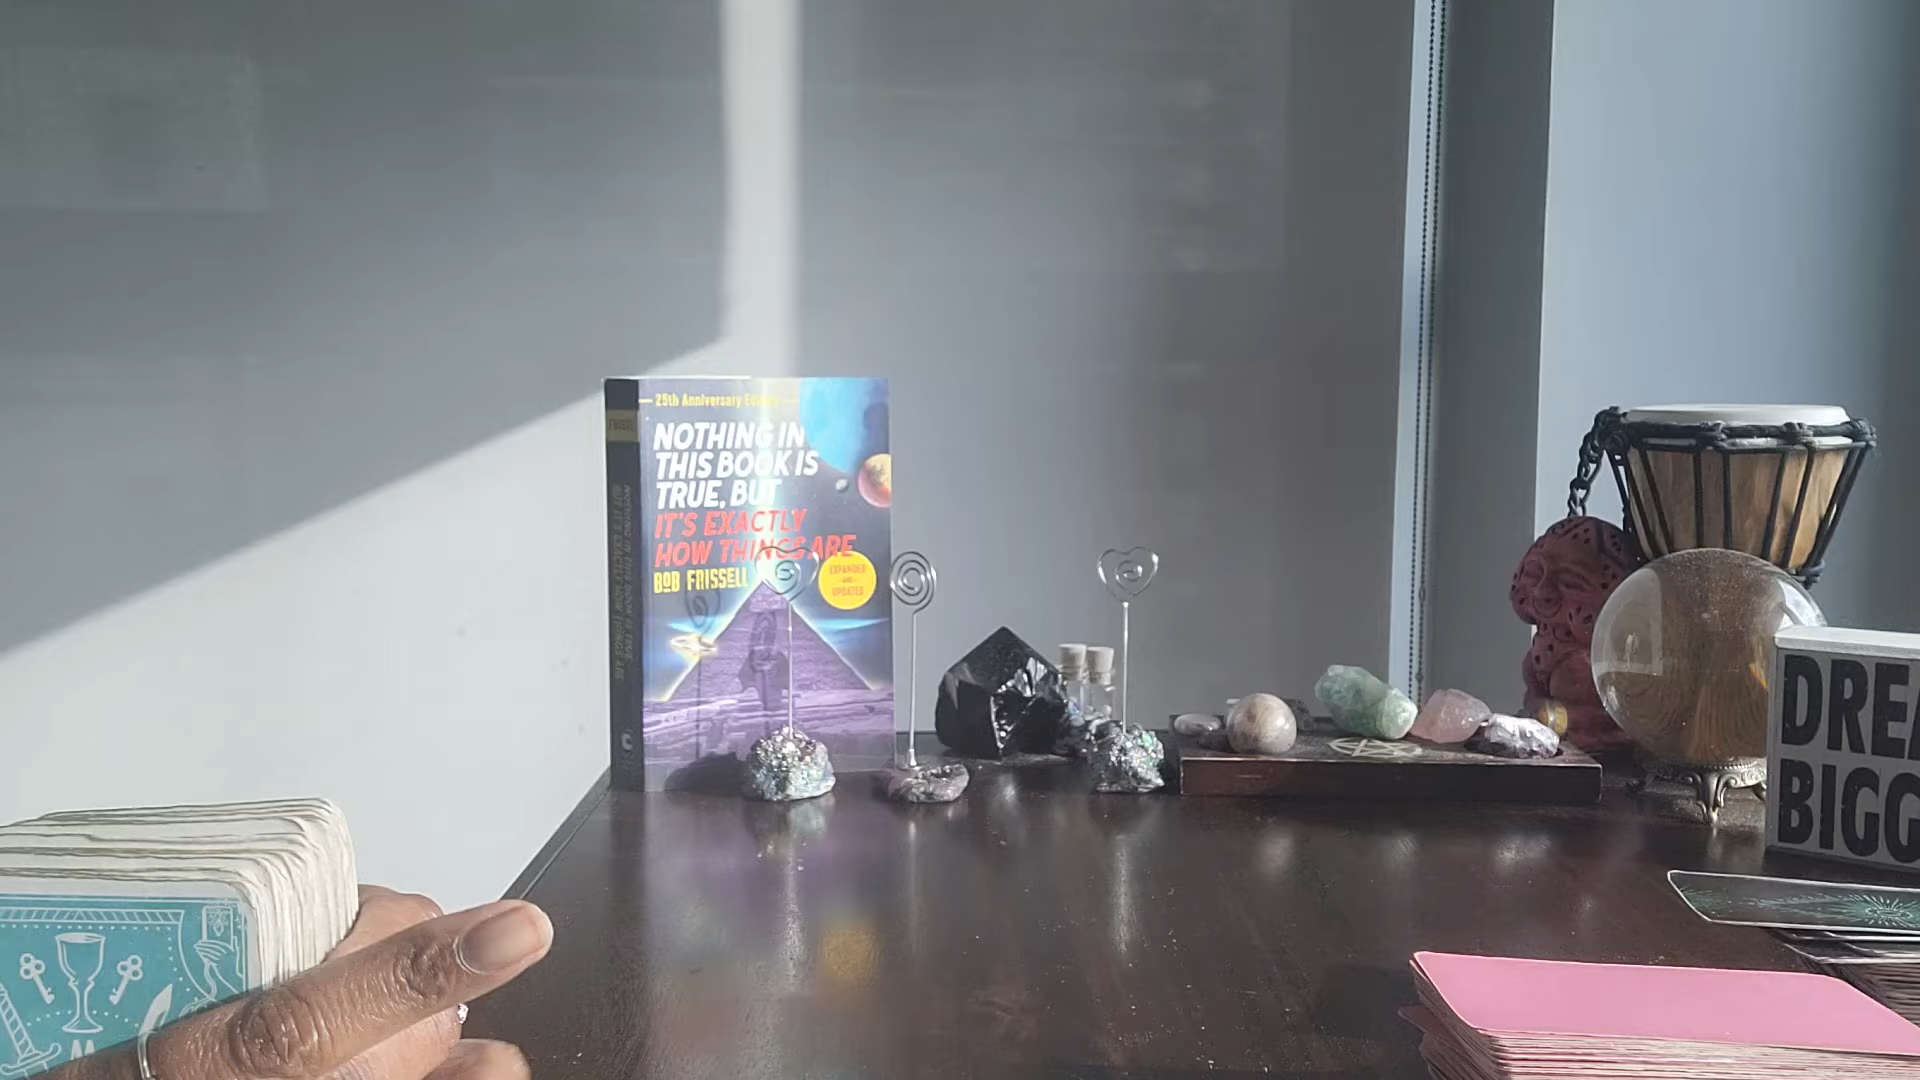 25th Anniversary Edition
NOTHING IN
THIS BOOK IS
TRUE, BUT
IT'S EXACTLY
HOW THINGS ARE
BOB FRISSELL
EXPANDED
AND
UPDATED
DREA
BIGG
M